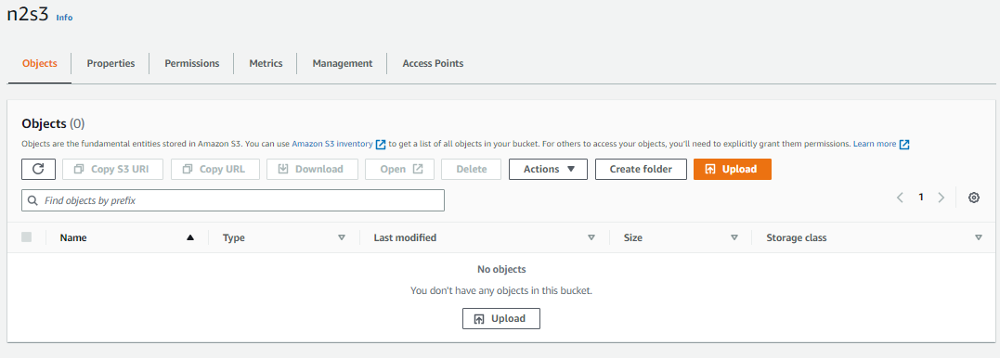 n2s3 Info
Objects Properties Permissions Metrics Management Access Points
Objects (0)
Objects are the fundamental entities stored in Amazon S3. You can use Amazon S3 inventory to get a list of all objects in your bucket. For others to access your objects, you'll need to explicitly grant them permissions. Learn more
Copy S3 URI Copy URL Download Open Delete Actions Create folder Upload
Find objects by prefix 1
Name Type Last modified Size Storage class
No objects
You don't have any objects in this bucket.
Upload